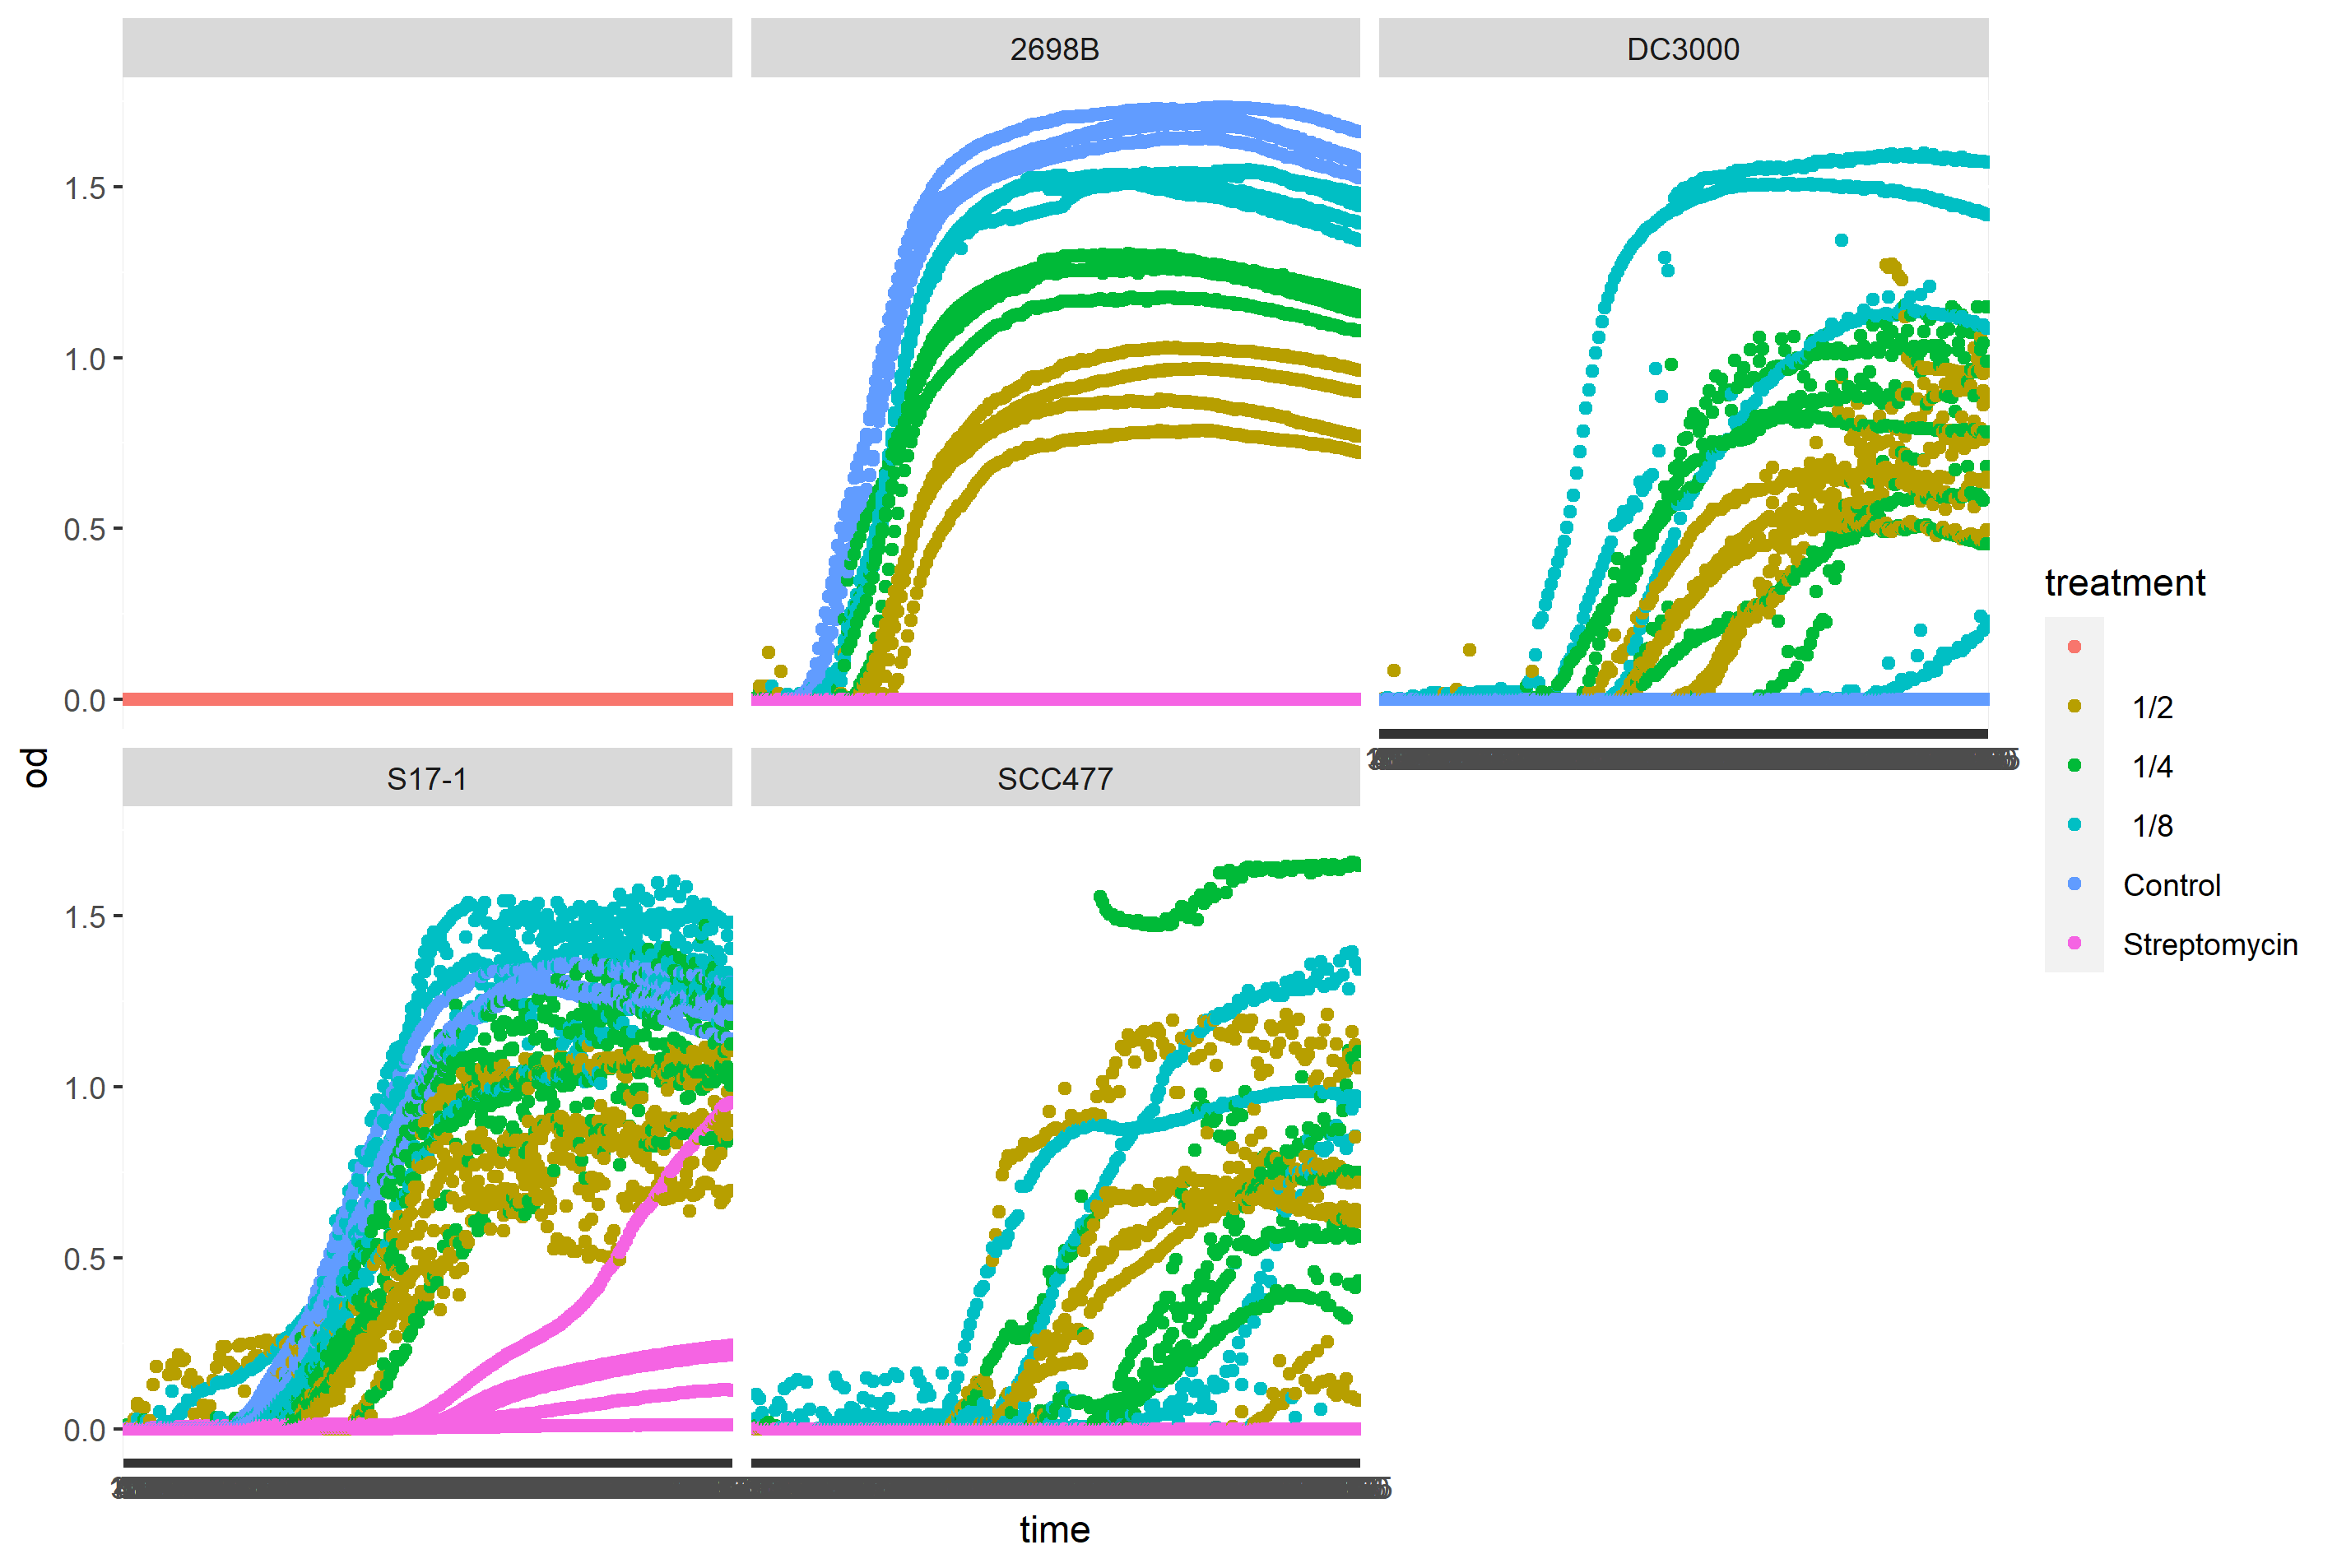 2698B
DC3000
1.5
1.0
0.5
0.0
od
S17-1
SCC477
1.5
1.0
0.5
0.0
time
treatment
1/2
1/4
1/8
Control
Streptomycin